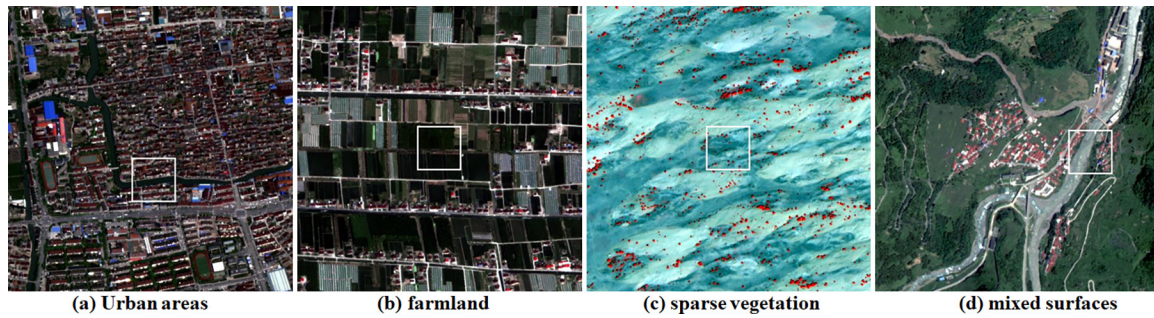 (a) Urban areas
(b) farmland
(c) sparse vegetation
(d) mixed surfaces